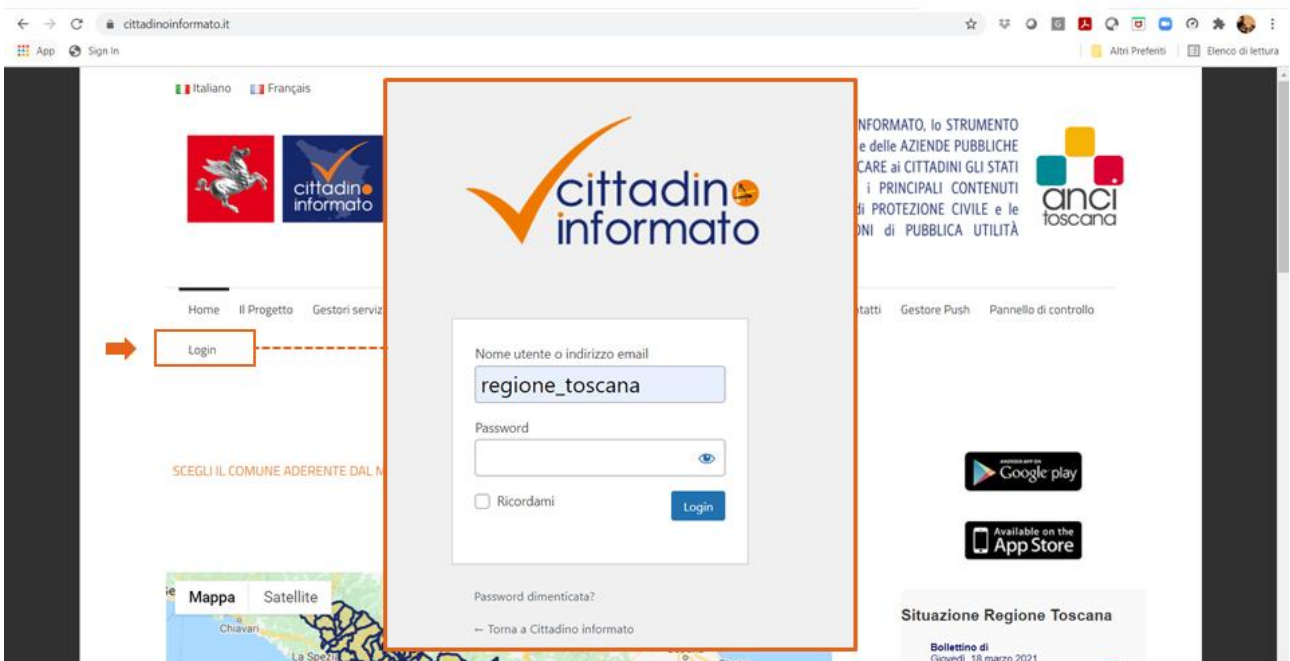 cittadinoinformato.it
App Sign In Altri Preferiti Elenco di lettura
Italiano Français
cittadino
informato
cittadino
informato
NFORMATO, lo STRUMENTO
e delle AZIENDE PUBBLICHE
CARE ai CITTADINI GLI STATI
i PRINCIPALI CONTENUTI
di PROTEZIONE CIVILE e le
ONI di PUBBLICA UTILITÀ
anci
toscana
Home Il Progetto Gestori serviz
tatti Gestore Push Pannello di controllo
Login
Nome utente o indirizzo email
regione_toscana
Password
Ricordami
Login
Password dimenticata?
← Torna a Cittadino informato
SCEGLI IL COMUNE ADERENTE DAL M
ANDROID APP ON
Google play
Available on the
App Store
Mappa Satellite
Chiavari
La Spezia
Situazione Regione Toscana
Bollettino di
Giovedì, 18 marzo 2021